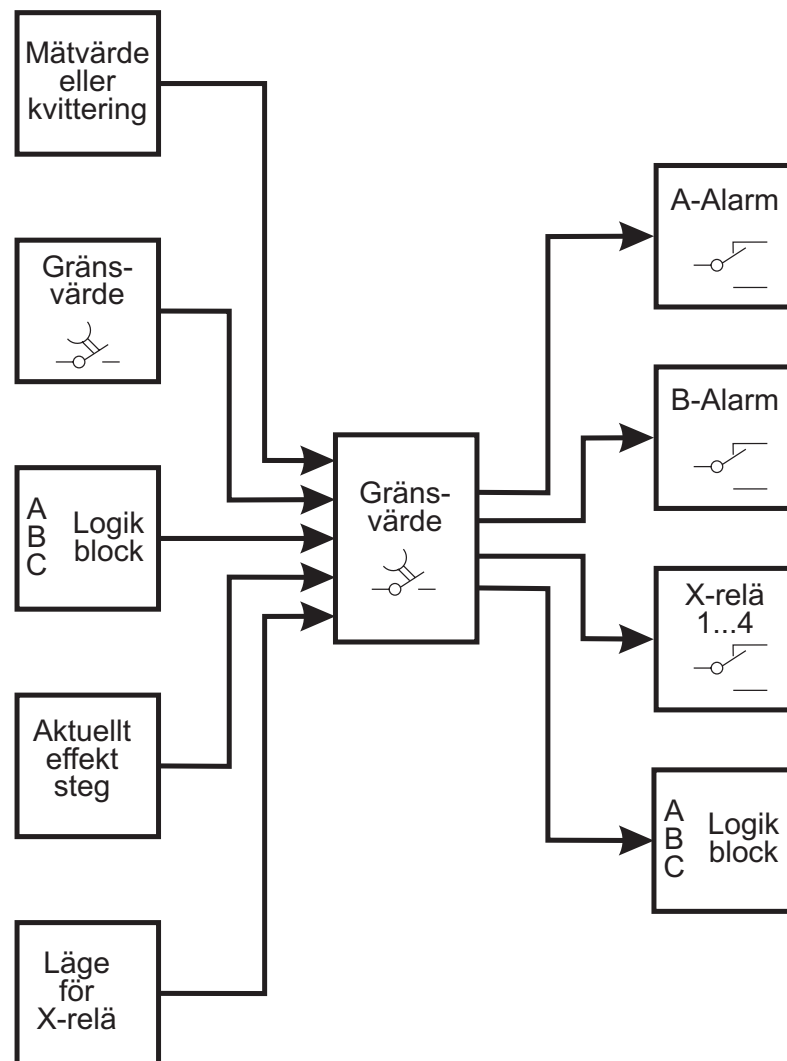 Mätvärde
eller
kvittering
Gräns-
värde
A
B
C
Logik
block
Aktuellt
effekt
steg
Läge
för
X-relä
Gräns-
värde
A-Alarm
B-Alarm
X-relä
1...4
A
B
C
Logik
block